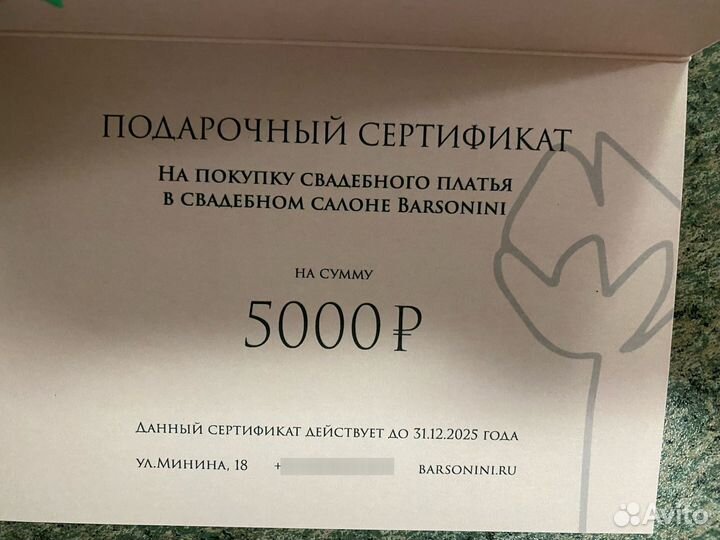 ПОДАРОЧНЫЙ СЕРТИФИКАТ
НА ПОКУПКУ СВАДЕБНОГО ПЛАТЬЯ
В СВАДЕБНОМ САЛОНЕ BARSONINI
НА СУММУ
5000 ₽
ДАННЫЙ СЕРТИФИКАТ ДЕЙСТВУЕТ ДО 31.12.2025 ГОДА
УЛ.МИНИНА, 18 + BARSONINI.RU
Avito